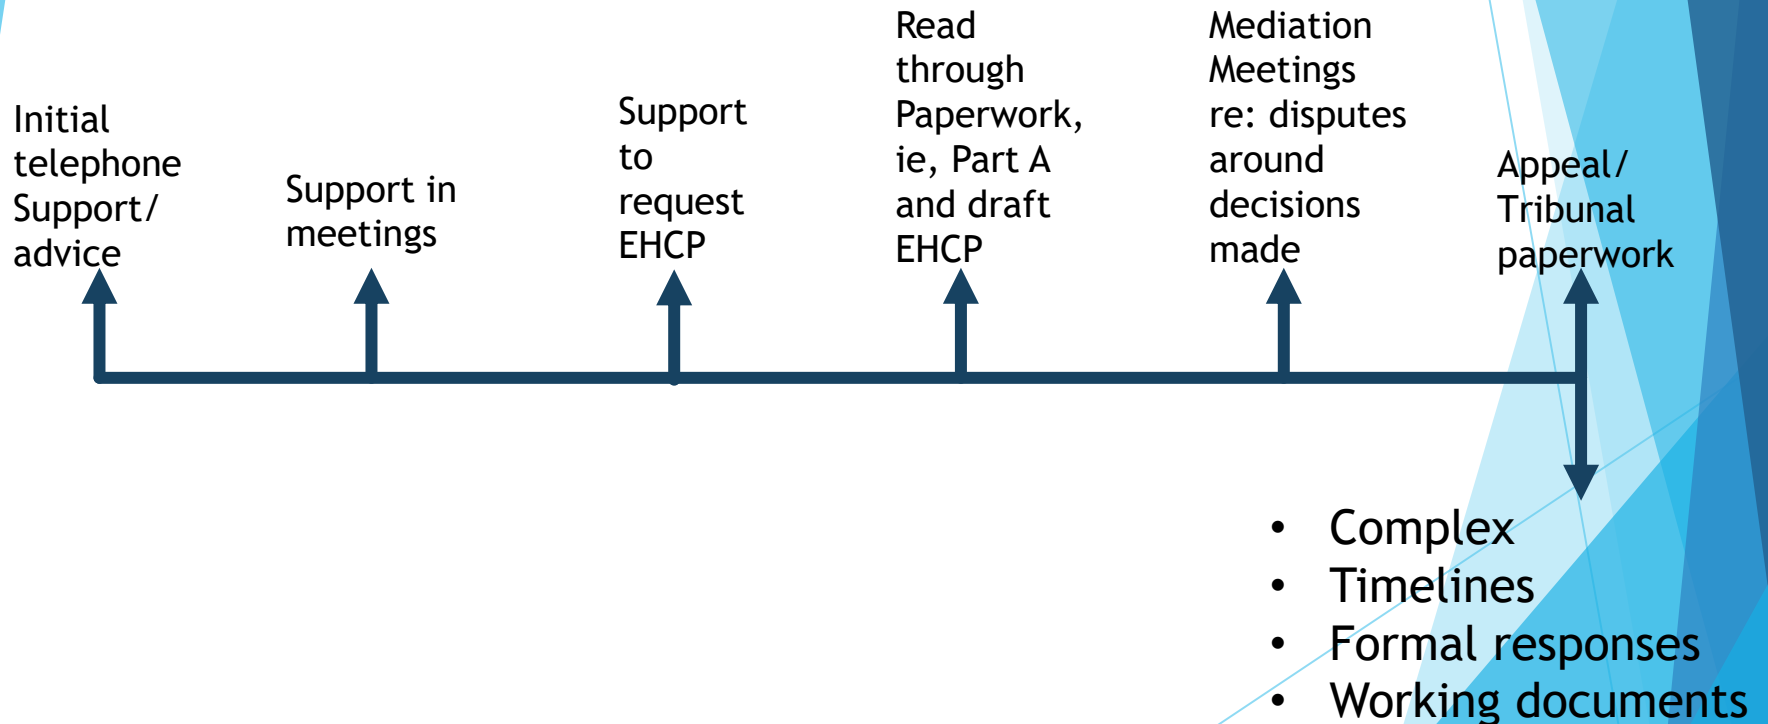 Initial
telephone
Support/
advice
Support in
meetings
Support
to
request
EHCP
Read
through
Paperwork,
ie, Part A
and draft
EHCP
Mediation
Meetings
re: disputes
around
decisions
made
Appeal/
Tribunal
paperwork
• Complex
• Timelines
• Formal responses
• Working documents